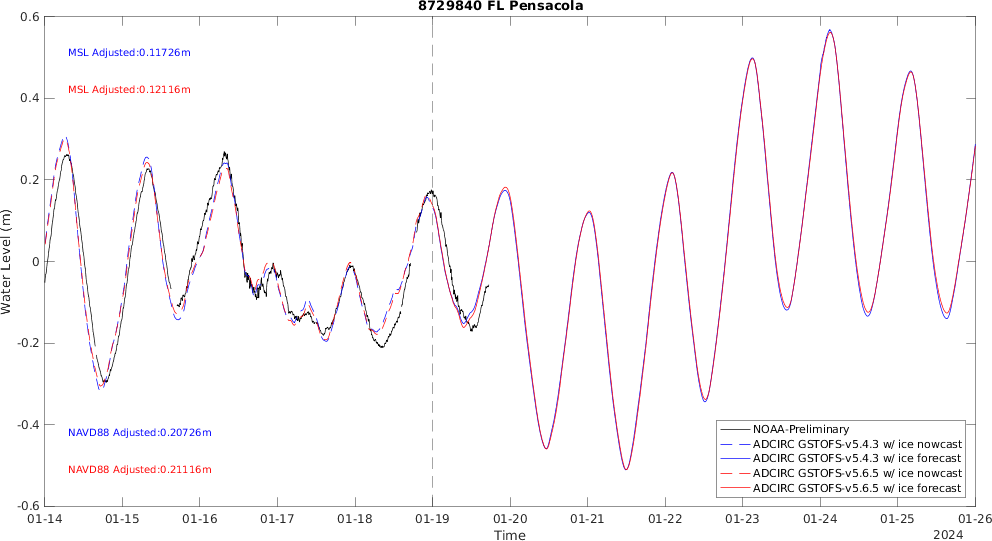 8729840 FL Pensacola
0.6
MSL Adjusted:0.11726m
0.4
MSL Adjusted:0.12116m
0.2
0
-0.2
-0.4
NAVD88 Adjusted:0.20726m
NAVD88 Adjusted:0.21116m
-0.6
Water Level (m)
NOAA-Preliminary
ADCIRC GSTOFS-v5.4.3 w/ ice nowcast
ADCIRC GSTOFS-v5.4.3 w/ ice forecast
ADCIRC GSTOFS-v5.6.5 w/ ice nowcast
ADCIRC GSTOFS-v5.6.5 w/ ice forecast
01-14 01-15 01-16 01-17 01-18 01-19 01-20 01-21 01-22 01-23 01-24 01-25 01-26
Time
2024